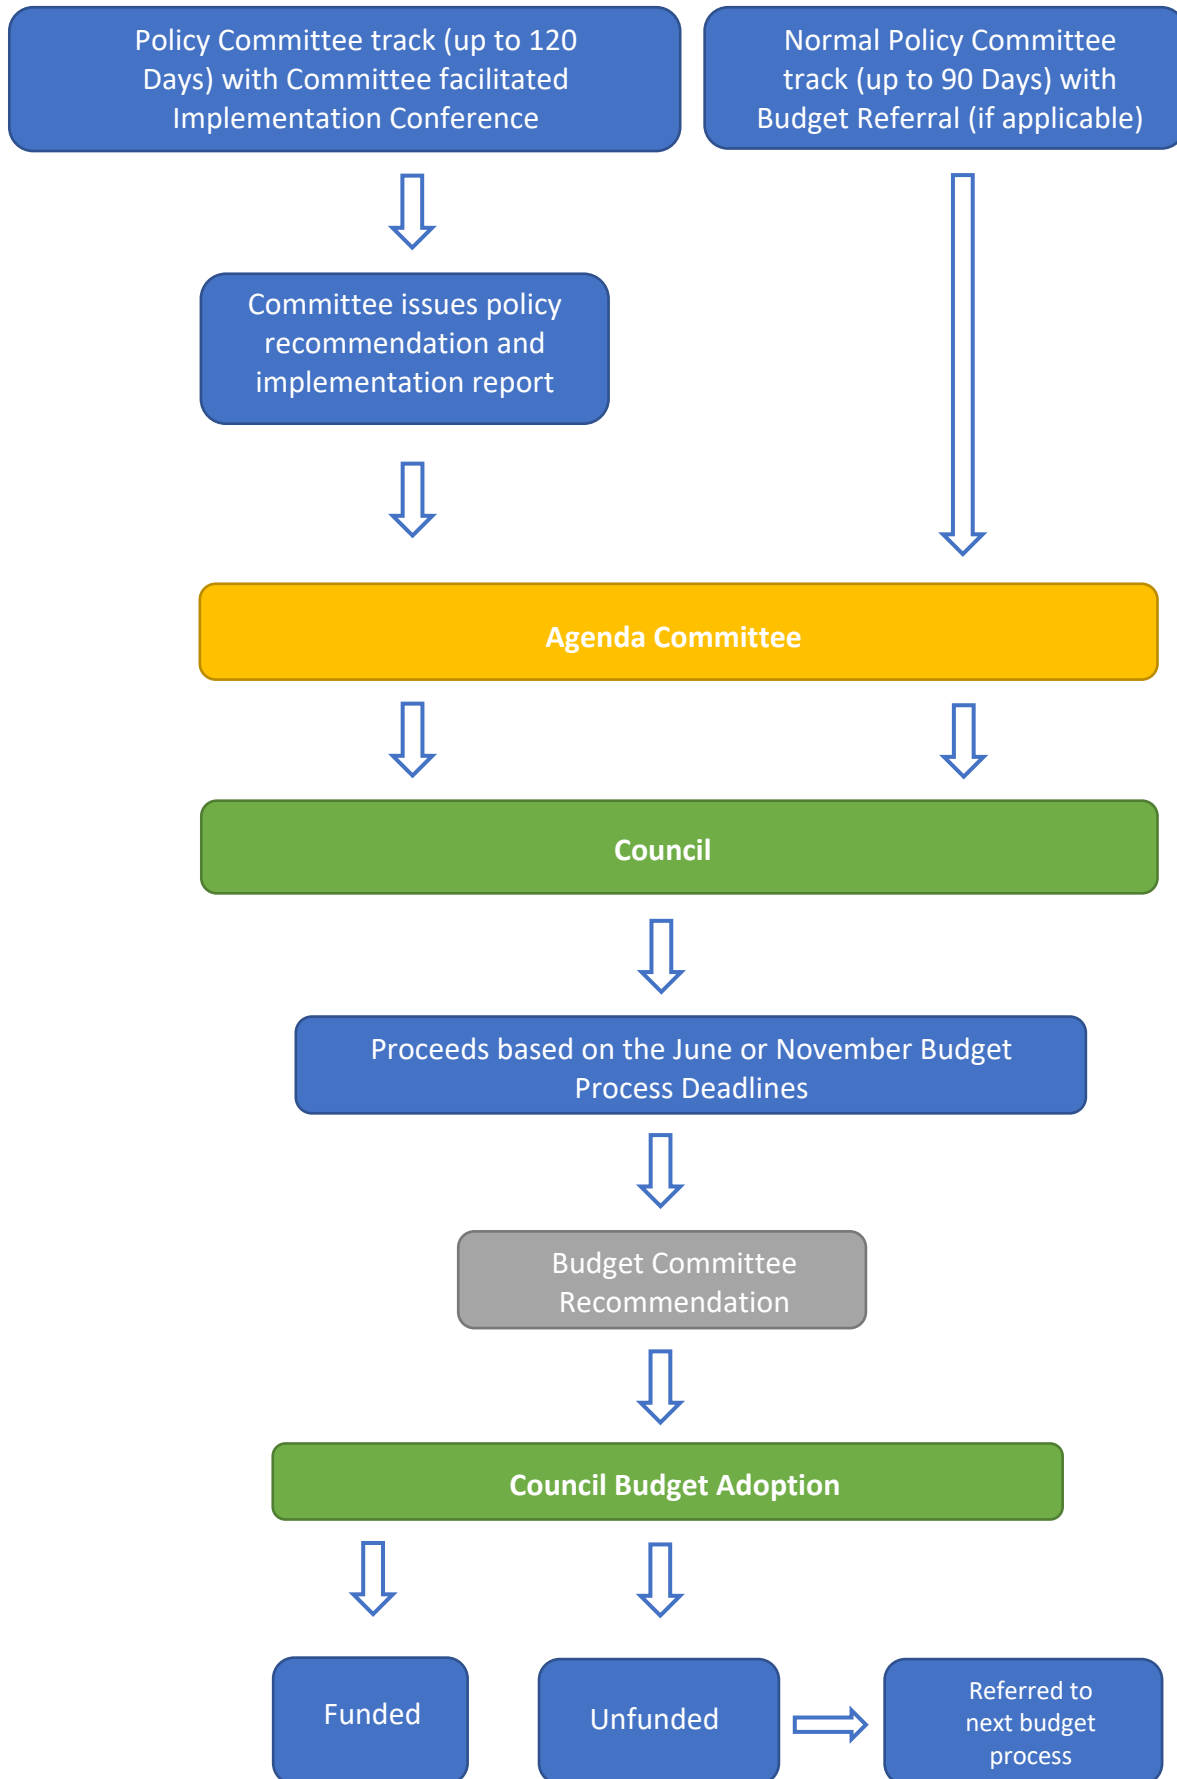 Policy Committee track (up to 120
Days) with Committee facilitated
Implementation Conference
Normal Policy Committee
track (up to 90 Days) with
Budget Referral (if applicable)
Committee issues policy
recommendation and
implementation report
Agenda Committee
Council
Proceeds based on the June or November Budget
Process Deadlines
Budget Committee
Recommendation
Council Budget Adoption
Funded
Unfunded
Referred to
next budget
process